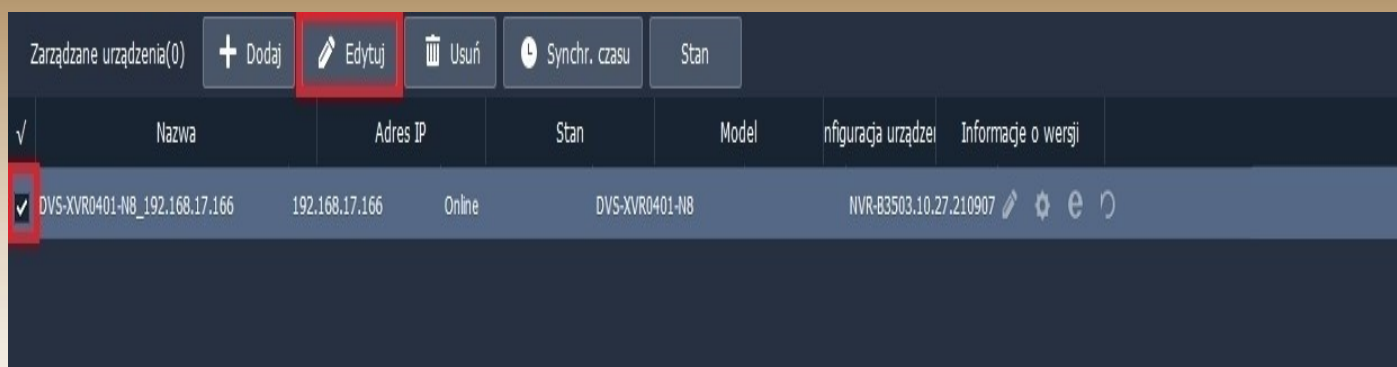 Zarządzane urządzenia(0) Dodaj Edytuj Usuń Synchr. czasu Stan
√ Nazwa Adres IP Stan Model nfiguracja urządzei Informacje o wersji
DVS-XVR0401-N8_192.168.17.166 192.168.17.166 Online DVS-XVR0401-N8 NVR-B3503.10.27.210907